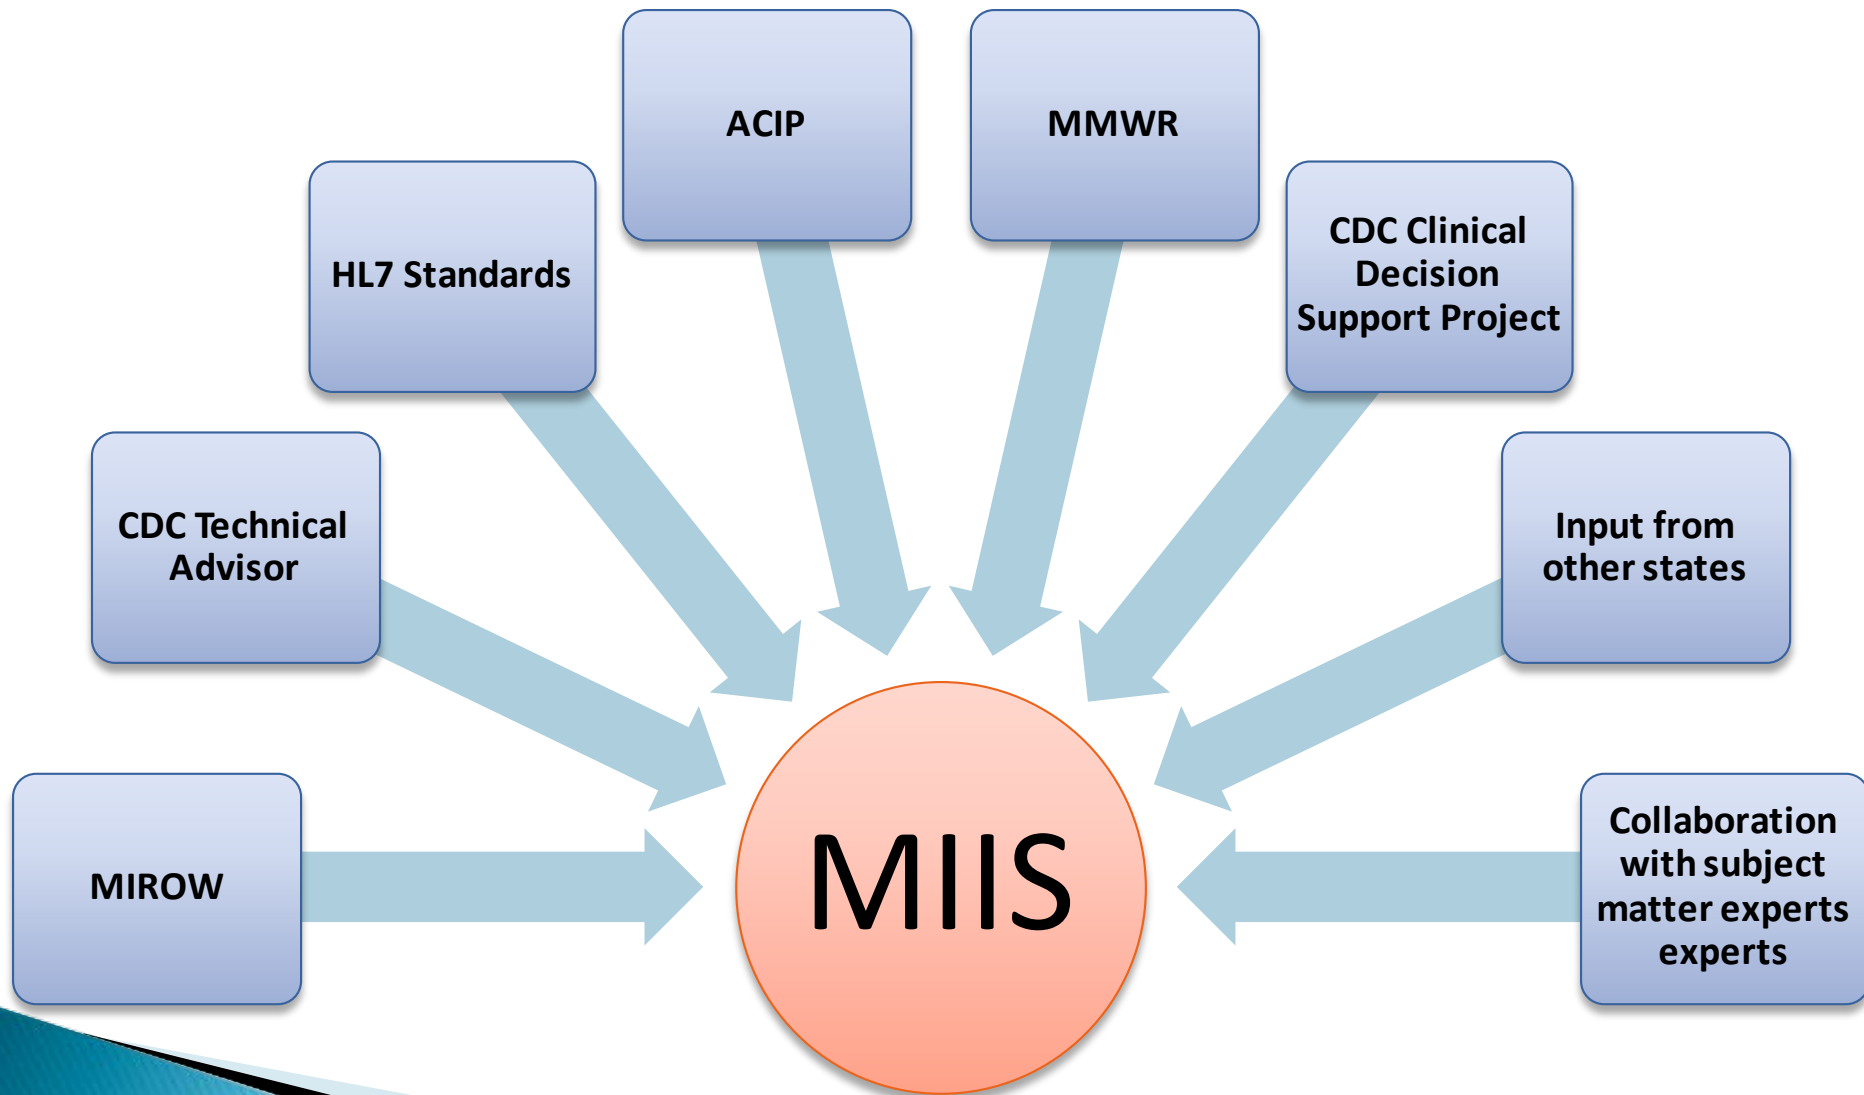 ACIP
MMWR
HL7 Standards
CDC Clinical
Decision
Support Project
CDC Technical
Advisor
Input from
other states
MIROW
MIIS
Collaboration
with subject
matter experts
experts